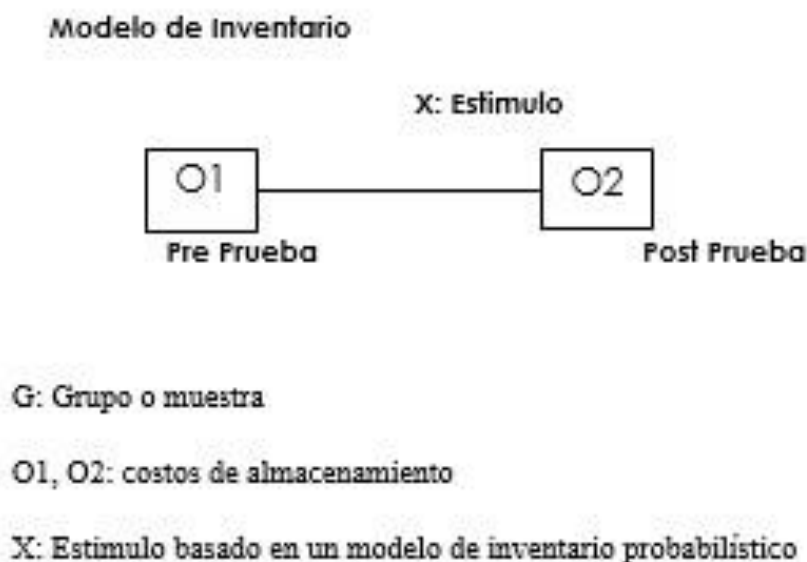 Modelo de Inventario
X: Estimulo
O1 O2
Pre Prueba Post Prueba
G: Grupo o muestra
O1, O2: costos de almacenamiento
X: Estimulo basado en un modelo de inventario probabilístico